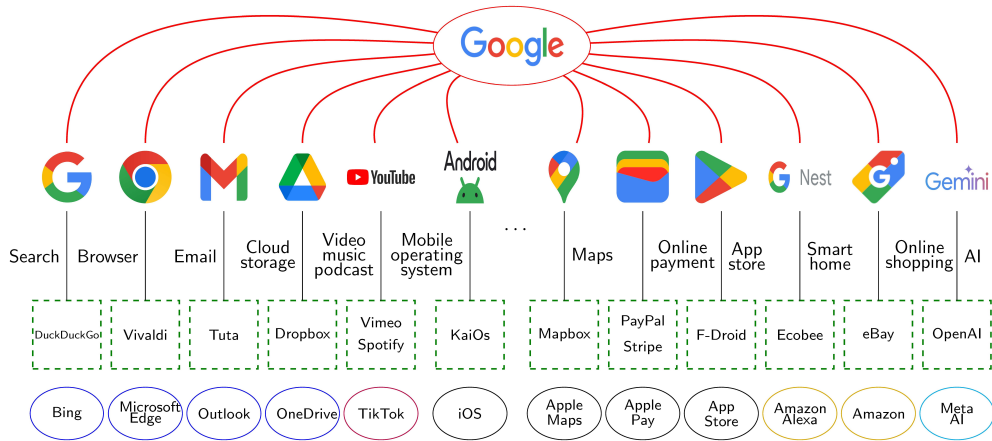 Google
Android
YouTube
Nest
G
Gemini
...
Search
Browser
Email
Cloud
storage
Video
music
podcast
Mobile
operating
system
Maps
Online
payment
App
store
Smart
home
Online
shopping
AI
DuckDuckGo
Vivaldi
Tuta
Dropbox
Vimeo
Spotify
KaiOs
Mapbox
PayPal
Stripe
F-Droid
Ecobee
eBay
OpenAI
Bing
Microsoft
Edge
Outlook
OneDrive
TikTok
iOS
Apple
Maps
Apple
Pay
App
Store
Amazon
Alexa
Amazon
Meta
AI